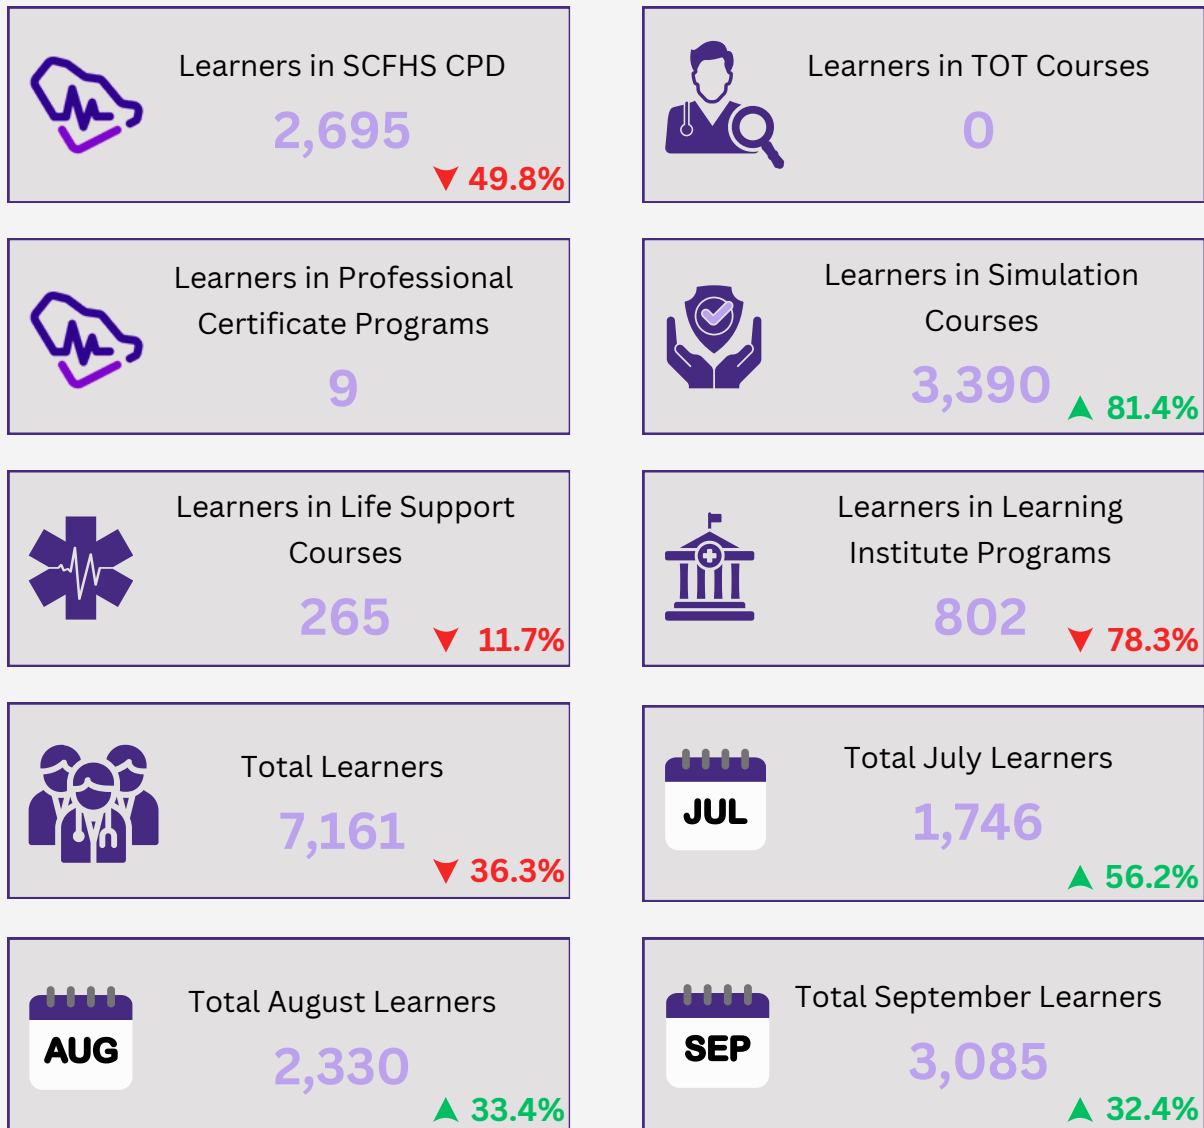 Learners in SCFHS CPD
2,695
49.8%
Learners in TOT Courses
0
Learners in Professional
Certificate Programs
9
Learners in Simulation
Courses
3,390
81.4%
Learners in Life Support
Courses
265
11.7%
Learners in Learning
Institute Programs
802
78.3%
Total Learners
7,161
36.3%
JUL
Total July Learners
1,746
56.2%
AUG
Total August Learners
2,330
33.4%
SEP
Total September Learners
3,085
32.4%